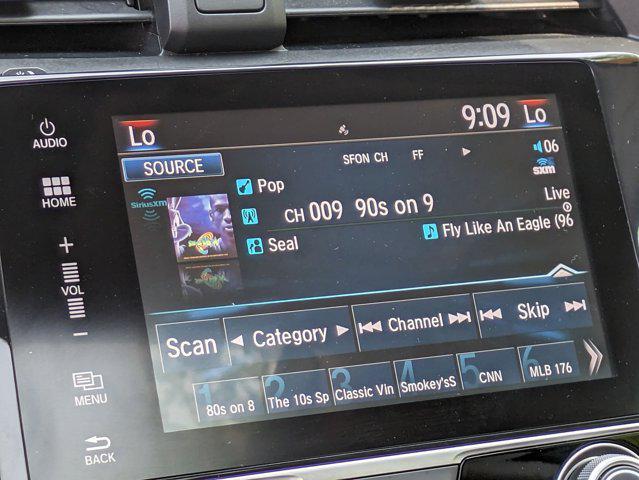 AUDIO
HOME
+
VOL
−
MENU
BACK
Lo 9:09 Lo
SOURCE SFON CH FF 06
SiriusXm sxm
Pop
Live
CH 009 90s on 9
Seal Fly Like An Eagle (96
Scan Category Channel Skip
1 80s on 8
2 The 10s Sp
3 Classic Vin
4 Smokey'sS
5 CNN
6 MLB 176